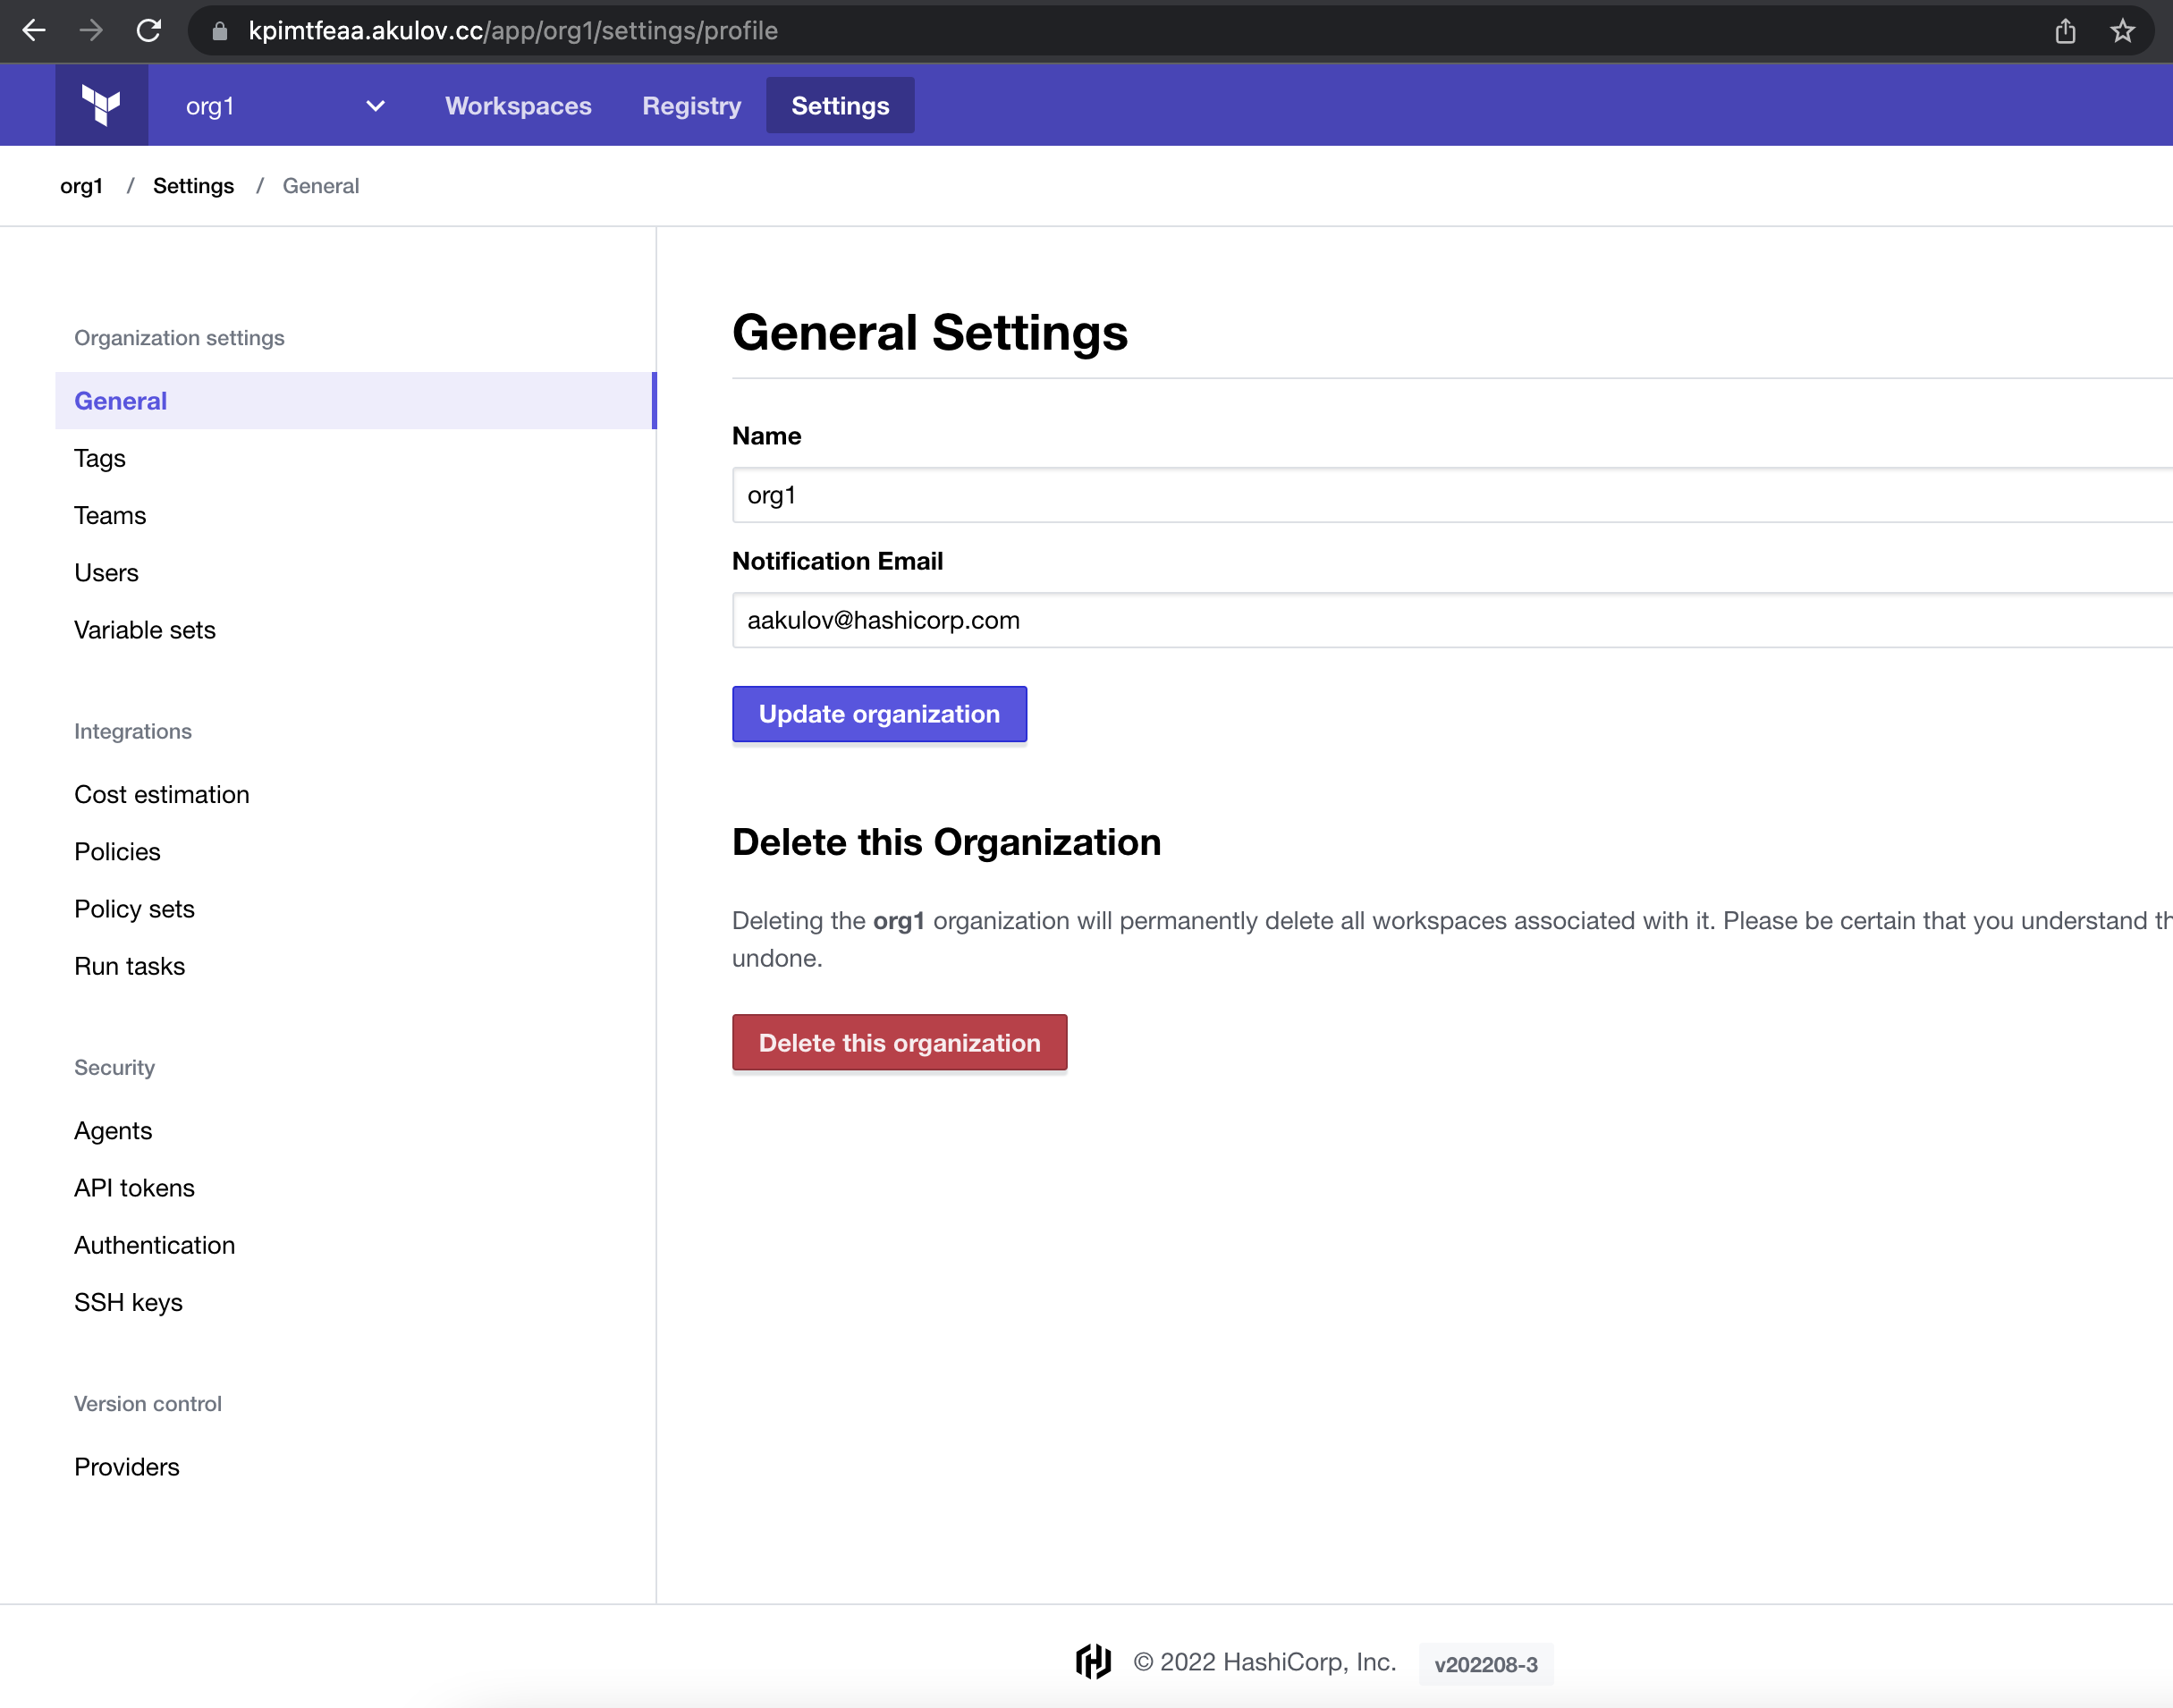 kpimtfeaa.akulov.cc/app/org1/settings/profile
org1 Workspaces Registry Settings
org1 / Settings / General
Organization settings
General
Tags
Teams
Users
Variable sets
Integrations
Cost estimation
Policies
Policy sets
Run tasks
Security
Agents
API tokens
Authentication
SSH keys
Version control
Providers
General Settings
Name
org1
Notification Email
aakulov@hashicorp.com
Update organization
Delete this Organization
Deleting the org1 organization will permanently delete all workspaces associated with it. Please be certain that you understand th
undone.
Delete this organization
© 2022 HashiCorp, Inc. v202208-3